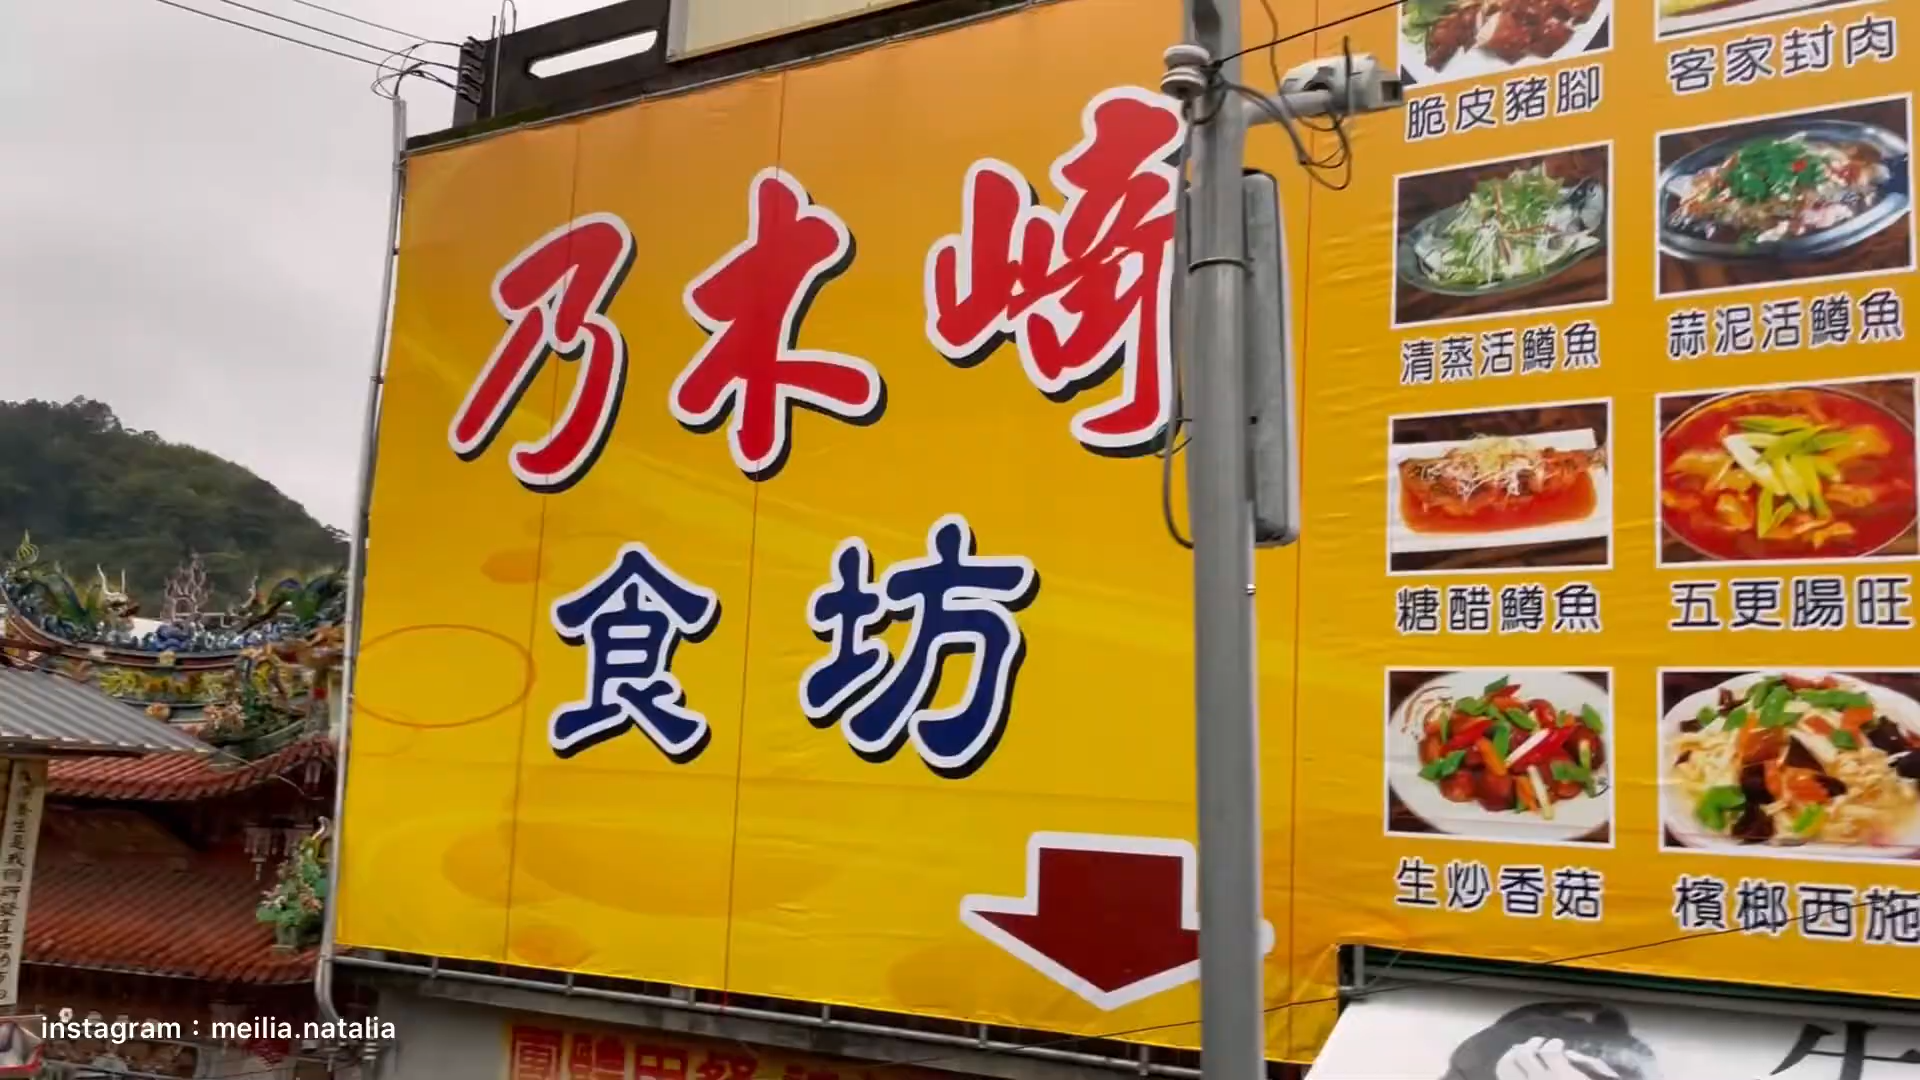 乃木崎
食坊
脆皮豬腳
客家封肉
清蒸活鱒魚
蒜泥活鱒魚
糖醋鱒魚
五更腸旺
生炒香菇
檳榔西施
instagram：meilia.natalia